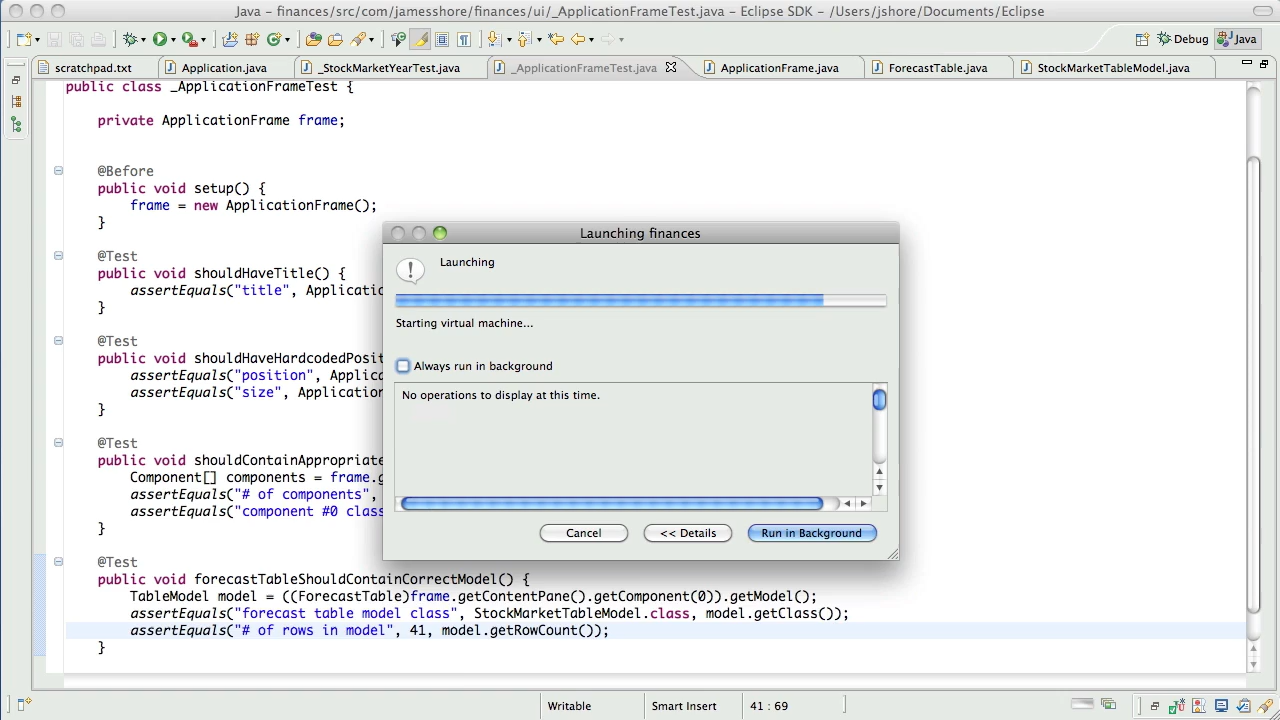 Java – finances/src/com/jamesshore/finances/ui/_ApplicationFrameTest.java – Eclipse SDK – /Users/jshore/Documents/Eclipse
Debug Java
scratchpad.txt Application.java _StockMarketYearTest.java _ApplicationFrameTest.java ApplicationFrame.java ForecastTable.java StockMarketTableModel.java
public class _ApplicationFrameTest {
private ApplicationFrame frame;
@Before
public void setup() {
frame = new ApplicationFrame();
}
@Test
public void shouldHaveTitle() {
assertEquals("title", Applicati
}
@Test
public void shouldHaveHardcodedPosi
assertEquals("position", Applic
assertEquals("size", Applicatio
}
@Test
public void shouldContainAppropriate
Component[] components = frame.g
assertEquals("# of components",
assertEquals("component #0 clas
}
@Test
public void forecastTableShouldContainCorrectModel() {
TableModel model = ((ForecastTable)frame.getContentPane().getComponent(0)).getModel();
assertEquals("forecast table model class", StockMarketTableModel.class, model.getClass());
assertEquals("# of rows in model", 41, model.getRowCount());
}
Launching finances
Launching
Starting virtual machine...
Always run in background
No operations to display at this time.
Cancel << Details Run in Background
Writable Smart Insert 41 : 69